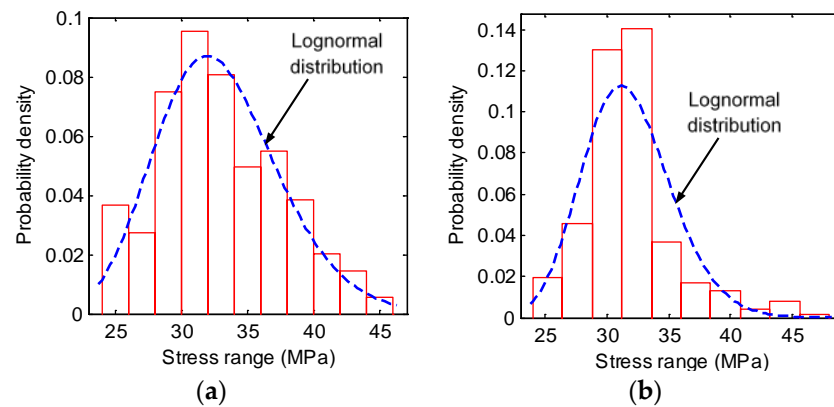 0.1
0.08
0.06
0.04
0.02
0
Probability density
Lognormal
distribution
25 30 35 40 45
Stress range (MPa)
(a)
0.14
0.12
0.10
0.08
0.06
0.04
0.02
0
Probability density
Lognormal
distribution
25 30 35 40 45
Stress range (MPa)
(b)